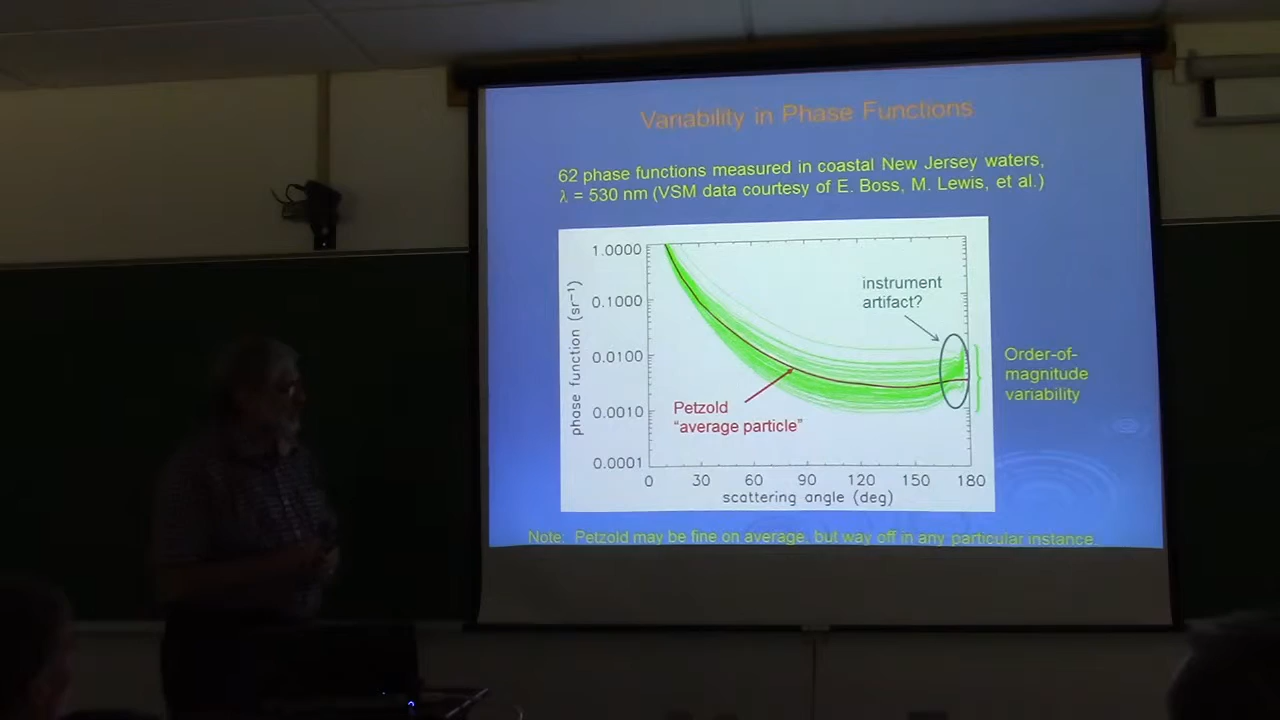 Variability in Phase Functions
62 phase functions measured in coastal New Jersey waters,
λ = 530 nm (VSM data courtesy of E. Boss, M. Lewis, et al.)
1.0000
0.1000
0.0100
0.0010
0.0001
phase function (sr⁻¹)
instrument
artifact?
Order-of-
magnitude
variability
Petzold
“average particle”
0 30 60 90 120 150 180
scattering angle (deg)
Note: Petzold may be fine on average, but way off in any particular instance.